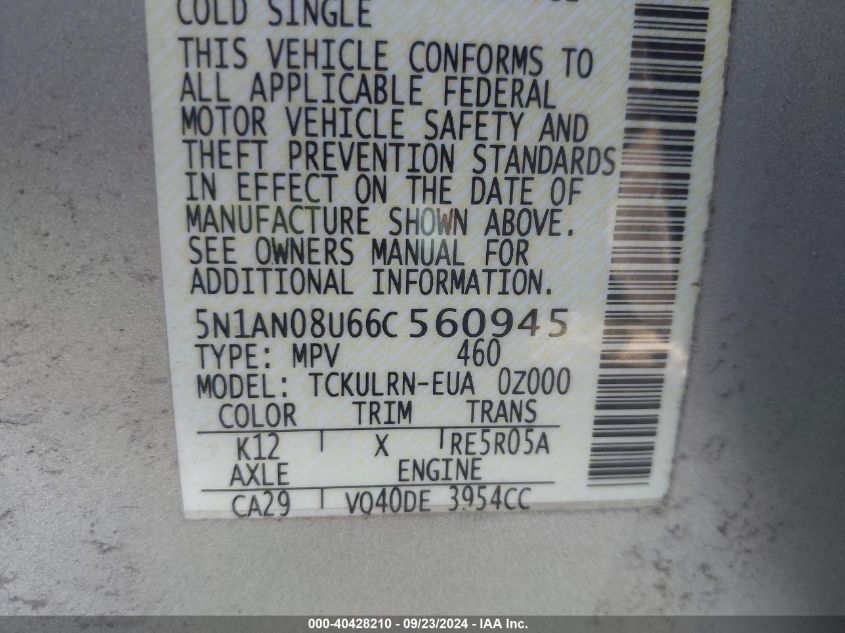 COLD SINGLE
THIS VEHICLE CONFORMS TO
ALL APPLICABLE FEDERAL
MOTOR VEHICLE SAFETY AND
THEFT PREVENTION STANDARDS
IN EFFECT ON THE DATE OF
MANUFACTURE SHOWN ABOVE.
SEE OWNERS MANUAL FOR
ADDITIONAL INFORMATION.
5N1AN08U66C 560945
TYPE: MPV 460
MODEL: TCKULRN-EUA 0Z000
COLOR TRIM TRANS
K12 X RE5R05A
AXLE ENGINE
CA29 VQ40DE 3954CC
000-40428210 - 09/23/2024 - IAA Inc.